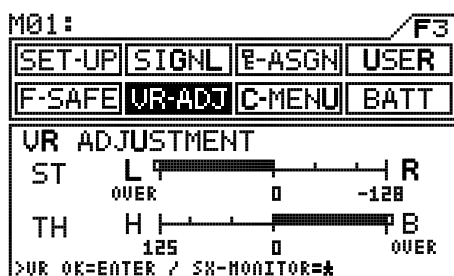 M01: F3
SET-UP SIGNL E-ASGN USER
F-SAFE VR-ADJ C-MENU BATT
VR ADJUSTMENT
ST L R
OVER 0 -128
TH H B
125 0 OVER
>VR OK=ENTER / SX-MONITOR=